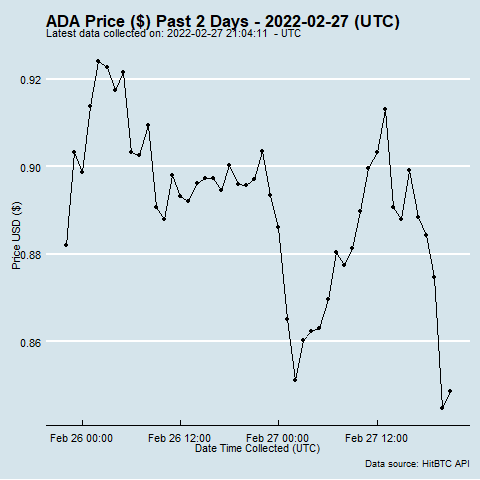 ADA Price ($) Past 2 Days - 2022-02-27 (UTC)
Latest data collected on: 2022-02-27 21:04:11 - UTC
0.92
0.90
0.88
0.86
Price USD ($)
Feb 26 00:00
Feb 26 12:00
Feb 27 00:00
Feb 27 12:00
Date Time Collected (UTC)
Data source: HitBTC API